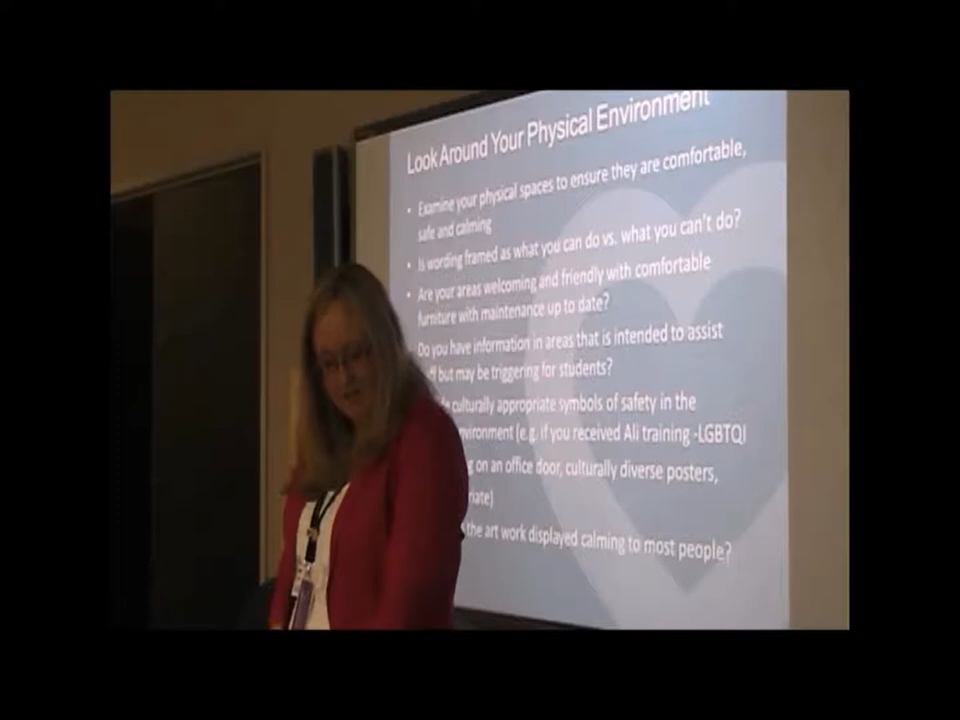 Look Around Your Physical Environment
• Examine your physical spaces to ensure they are comfortable,
safe and calming
• Is wording framed as what you can do vs. what you can't do?
• Are your areas welcoming and friendly with comfortable
furniture with maintenance up to date?
Do you have information in areas that is intended to assist
but may be triggering for students?
culturally appropriate symbols of safety in the
(e.g. if you received Ali training -LGBTQI
on an office door, culturally diverse posters,
the art work displayed calming to most people?